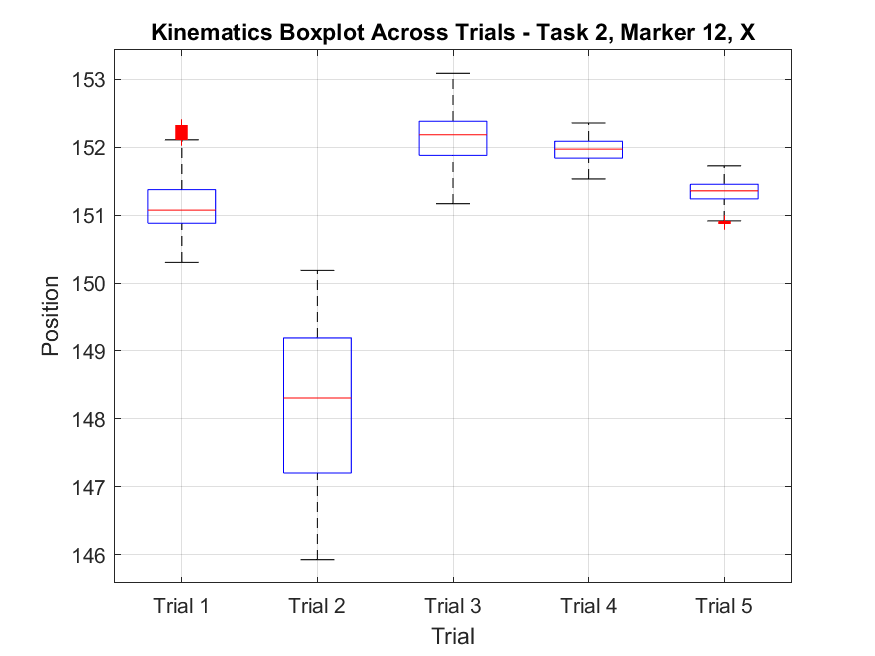 Kinematics Boxplot Across Trials - Task 2, Marker 12, X
153
152
151
150
149
148
147
146
Position
Trial 1 Trial 2 Trial 3 Trial 4 Trial 5
Trial